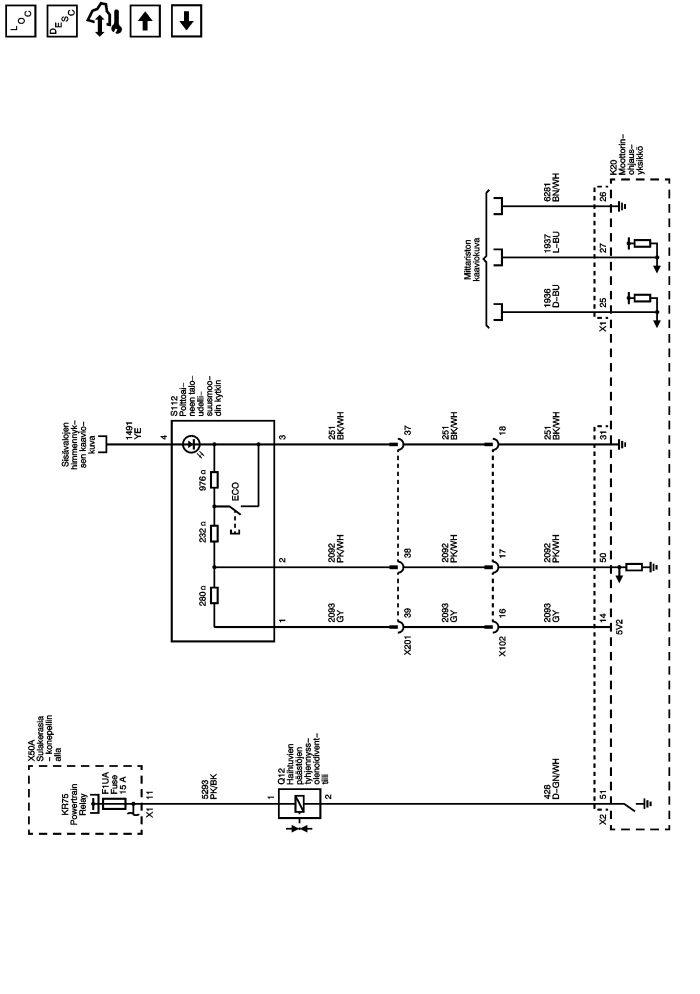 LOC
DESC
K20
Moottorin-
ohjaus-
yksikkö
Mittariston
kaaviokuva
6281
BN/WH
26
1937
L-BU
27
1936
D-BU
25
X1
Sisävalojen
himmennyk-
sen kaavio-
kuva
1491
YE
4
S112
Polttoai-
neen talo-
udelli-
suusmoo-
din kytkin
976 Ω
ECO
232 Ω
280 Ω
3
251
BK/WH
37
251
BK/WH
18
251
BK/WH
31
2
2092
PK/WH
38
2092
PK/WH
17
2092
PK/WH
50
1
2093
GY
39
X201
2093
GY
16
X102
2093
GY
14
5V2
X50A
Sulakerasia
- konepellin
alla
KR75
Powertrain
Relay
F1UA
Fuse
15 A
11
X1
5293
PK/BK
1
Q12
Haihtuvien
päästöjen
tyhjennyss-
olenoidivent-
tiili
2
428
D-GN/WH
51
X2